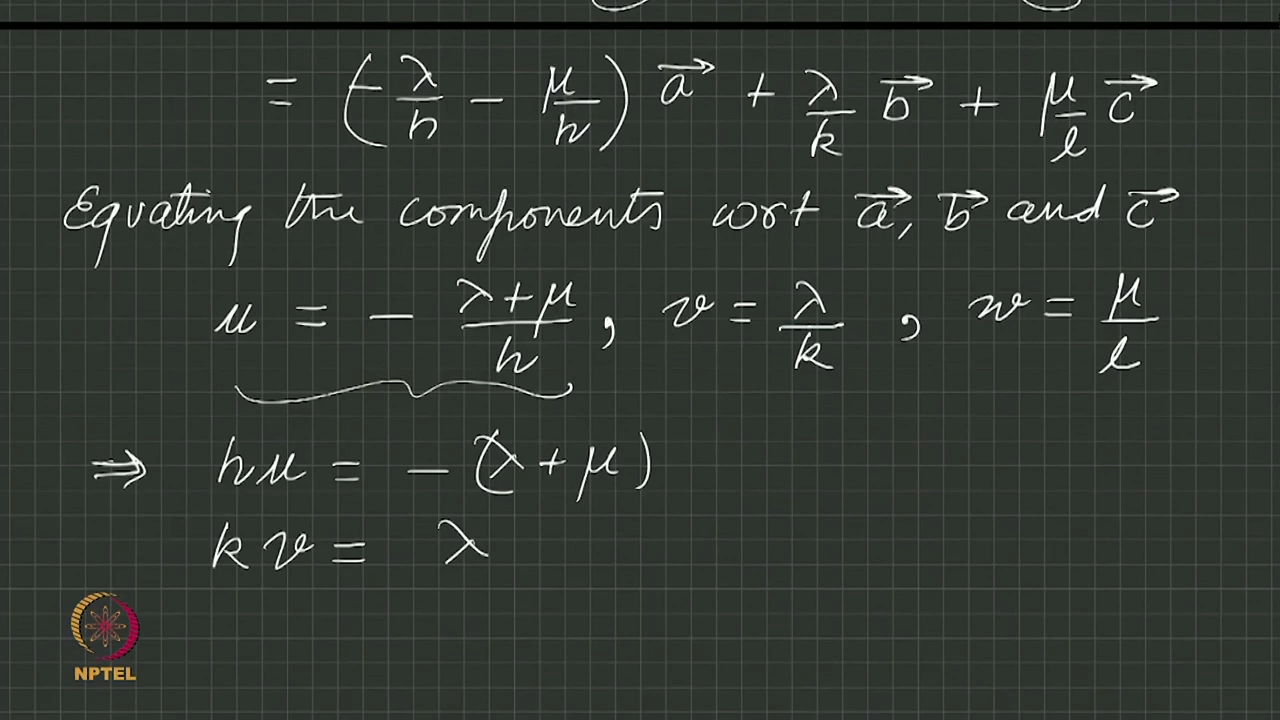 = (-λ/h - μ/h) a⃗ + λ/k b⃗ + μ/l c⃗
Equating the components wrt a⃗, b⃗ and c⃗
u = - (λ+μ)/h , v = λ/k , w = μ/l
⇒ hu = - (λ + μ)
kv = λ
NPTEL